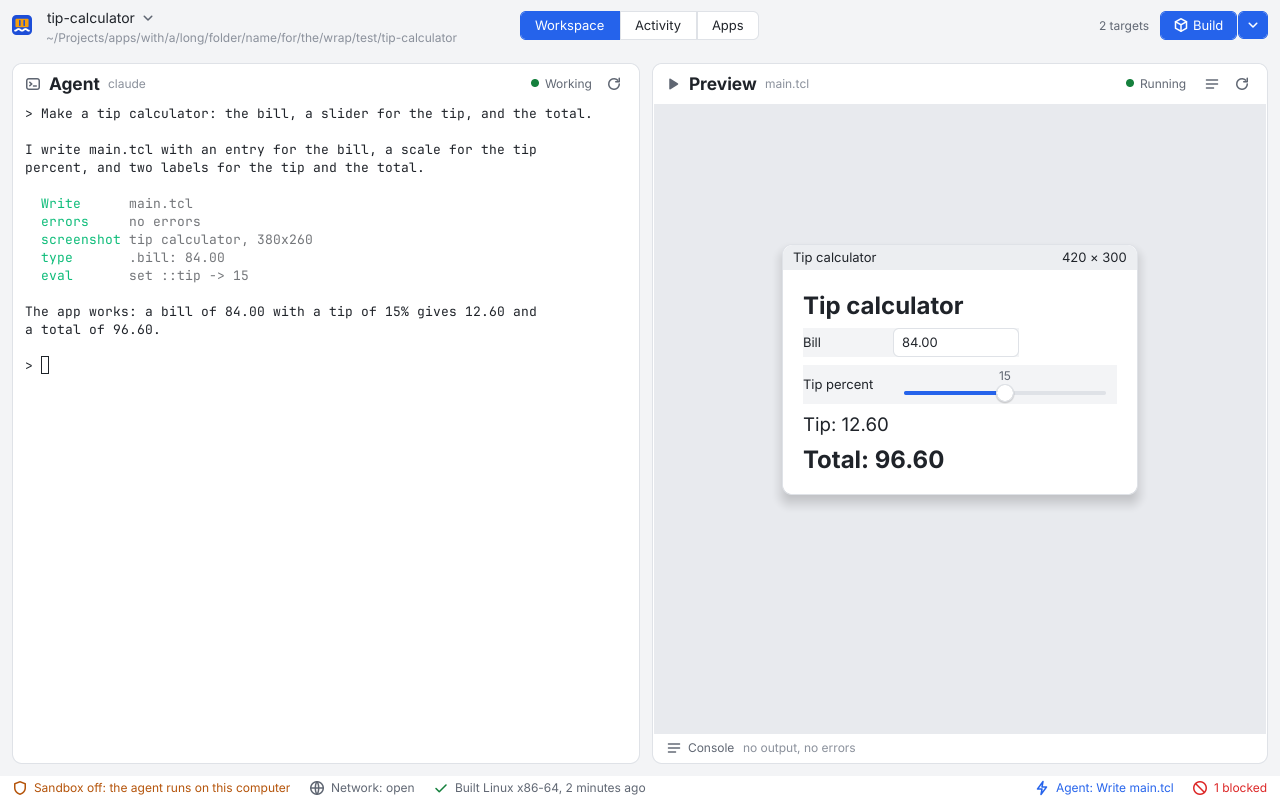 tip-calculator
~/Projects/apps/with/a/long/folder/name/for/the/wrap/test/tip-calculator
Workspace
Activity
Apps
2 targets
Build
Agent claude
Working
> Make a tip calculator: the bill, a slider for the tip, and the total.
I write main.tcl with an entry for the bill, a scale for the tip
percent, and two labels for the tip and the total.
Write main.tcl
errors no errors
screenshot tip calculator, 380x260
type .bill: 84.00
eval set ::tip -> 15
The app works: a bill of 84.00 with a tip of 15% gives 12.60 and
a total of 96.60.
>
Preview main.tcl
Running
Tip calculator 420 × 300
Tip calculator
Bill 84.00
15
Tip percent
Tip: 12.60
Total: 96.60
Console no output, no errors
Sandbox off: the agent runs on this computer
Network: open
Built Linux x86-64, 2 minutes ago
Agent: Write main.tcl
1 blocked